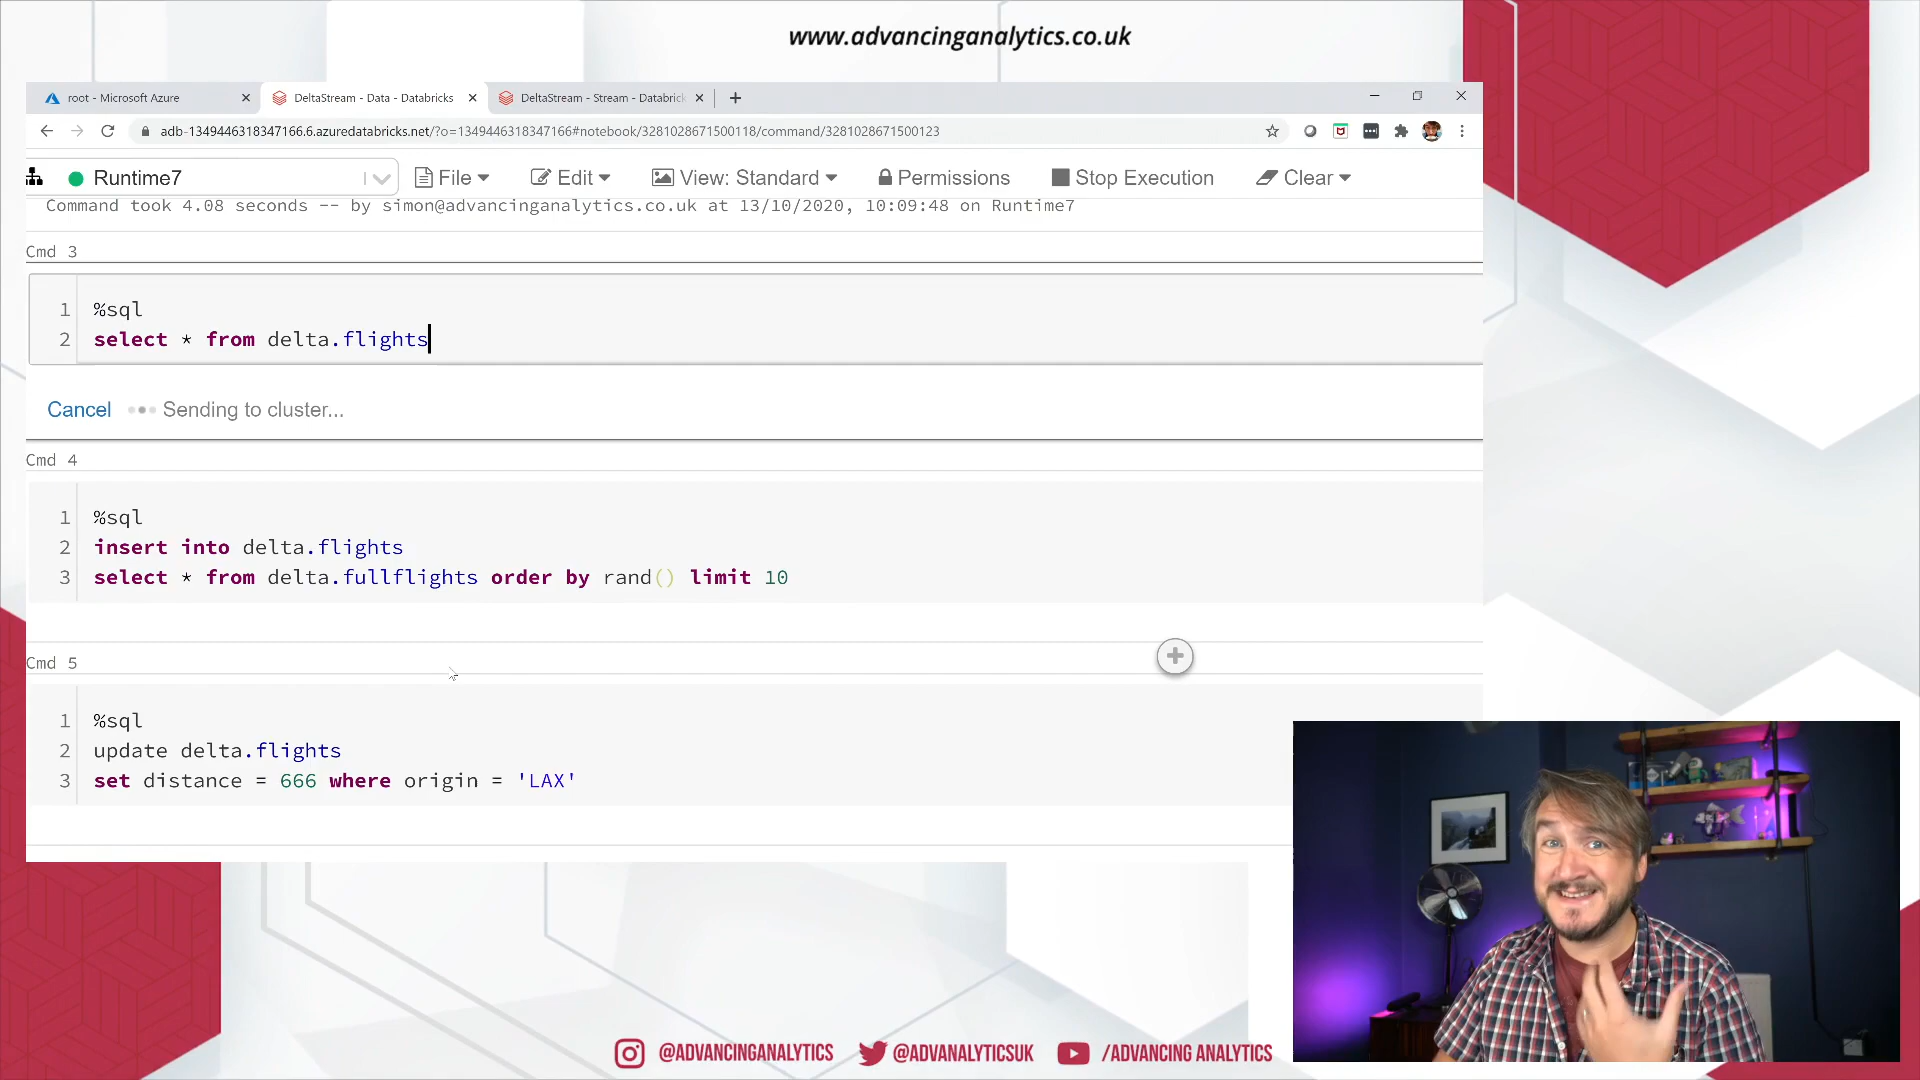 www.advancinganalytics.co.uk
root - Microsoft Azure
DeltaStream - Data - Databricks
DeltaStream - Stream - Databric
adb-1349446318347166.6.azuredatabricks.net/?o=1349446318347166#notebook/3281028671500118/command/3281028671500123
Runtime7 File Edit View: Standard Permissions Stop Execution Clear
Command took 4.08 seconds -- by simon@advancinganalytics.co.uk at 13/10/2020, 10:09:48 on Runtime7
Cmd 3
1 %sql
2 select * from delta.flights
Cancel Sending to cluster...
Cmd 4
1 %sql
2 insert into delta.flights
3 select * from delta.fullflights order by rand() limit 10
Cmd 5
1 %sql
2 update delta.flights
3 set distance = 666 where origin = 'LAX'
@ADVANCINGANALYTICS @ADVANALYTICSUK /ADVANCING ANALYTICS